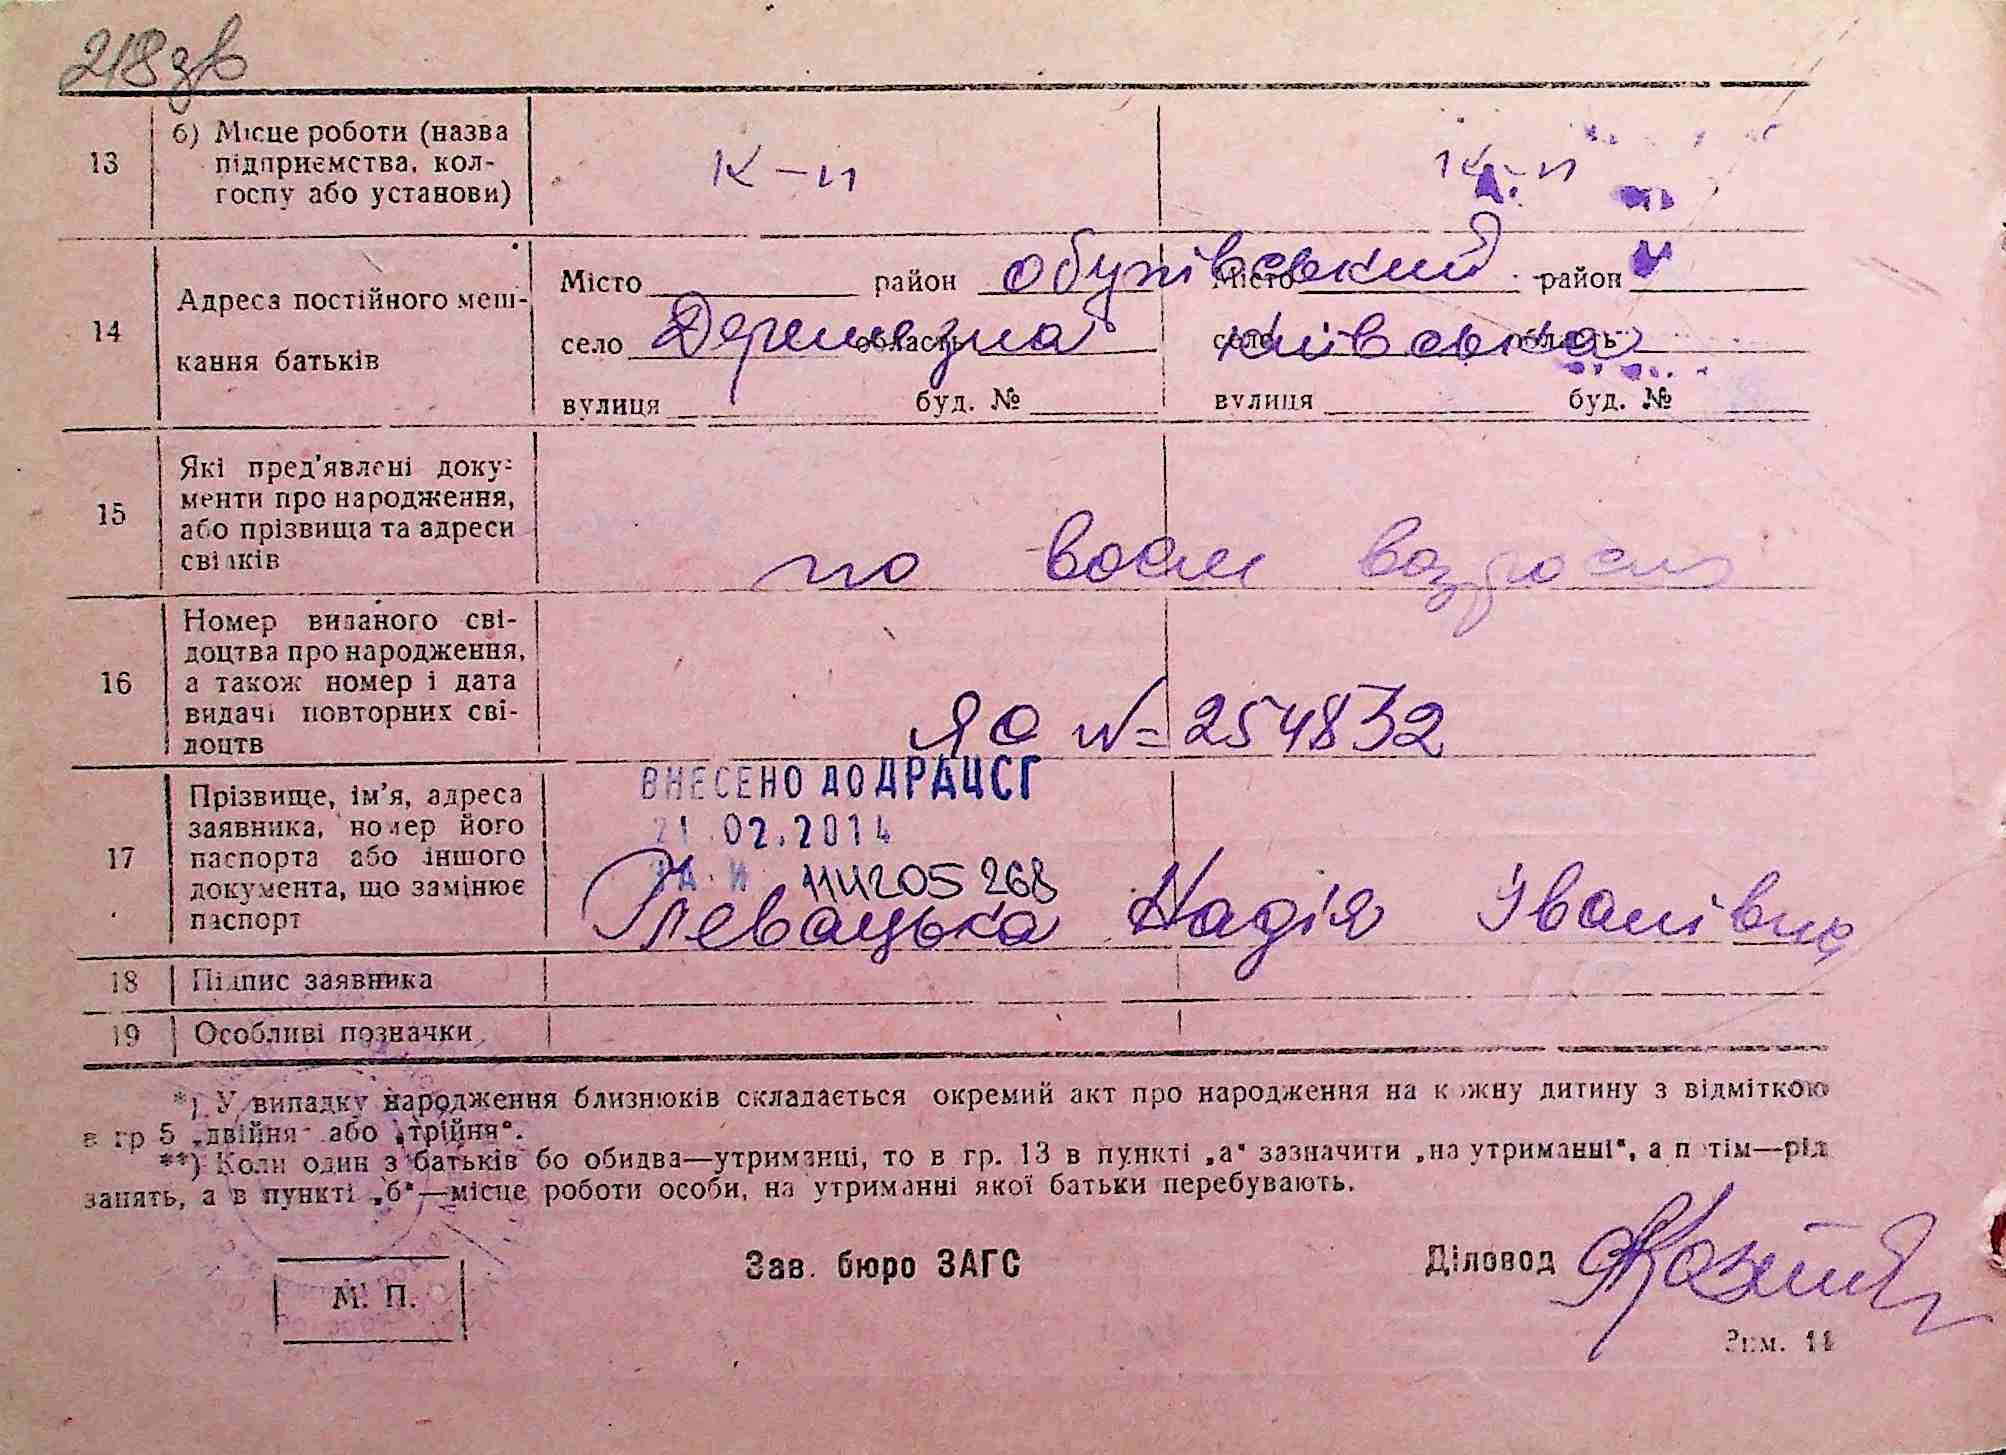 218зв
13 б) Місце роботи (назва
підприємства, кол-
госпу або установи)
к-п к-п
14 Адреса постійного меш-
кання батьків
Місто район Обухівський Місто район
село Деремезна область село Київська область
вулиця буд. № вулиця буд. №
15 Які пред'явлені доку-
менти про народження,
або прізвища та адреси
свідків
по восм
16 Номер виданого сві-
доцтва про народження,
а також номер і дата
видачі повторних сві-
доцтв
ЯО №254832
17 Прізвище, ім'я, адреса
заявника, номер його
паспорта або іншого
документа, що замінює
паспорт
ВНЕСЕНО ДО ДРАЦСГ
21.02.2014
ЗА № 114205268
Глевацька Надія Іванівна
18 Підпис заявника
19 Особливі позначки
*) У випадку народження близнюків складається окремий акт про народження на кожну дитину з відміткою
в гр 5 „двійня“ або „трійня“.
**) Коли один з батьків бо обидва—утриманці, то в гр. 13 в пункті „а“ зазначити „на утриманні“, а потім—рід
занять, а в пункті „б“—місце роботи особи, на утриманні якої батьки перебувають.
М. П.
Зав. бюро ЗАГС
Діловод
Зим. 11